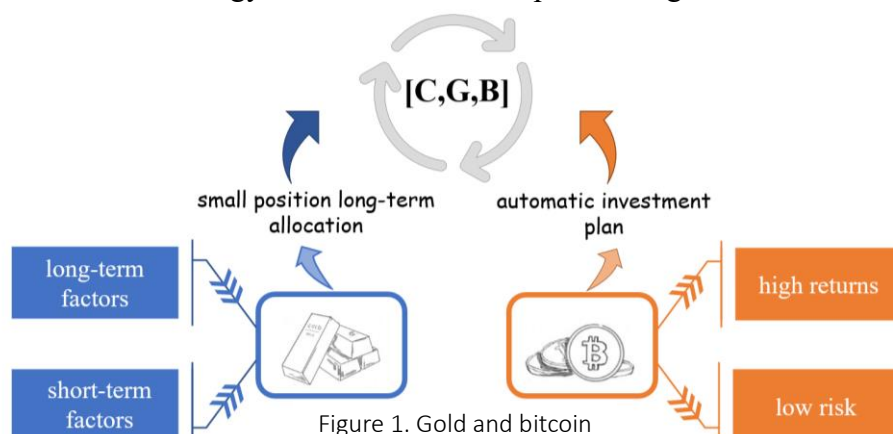 [C,G,B]
small position long-term
allocation
automatic investment
plan
long-term
factors
high returns
short-term
factors
low risk
Figure 1. Gold and bitcoin